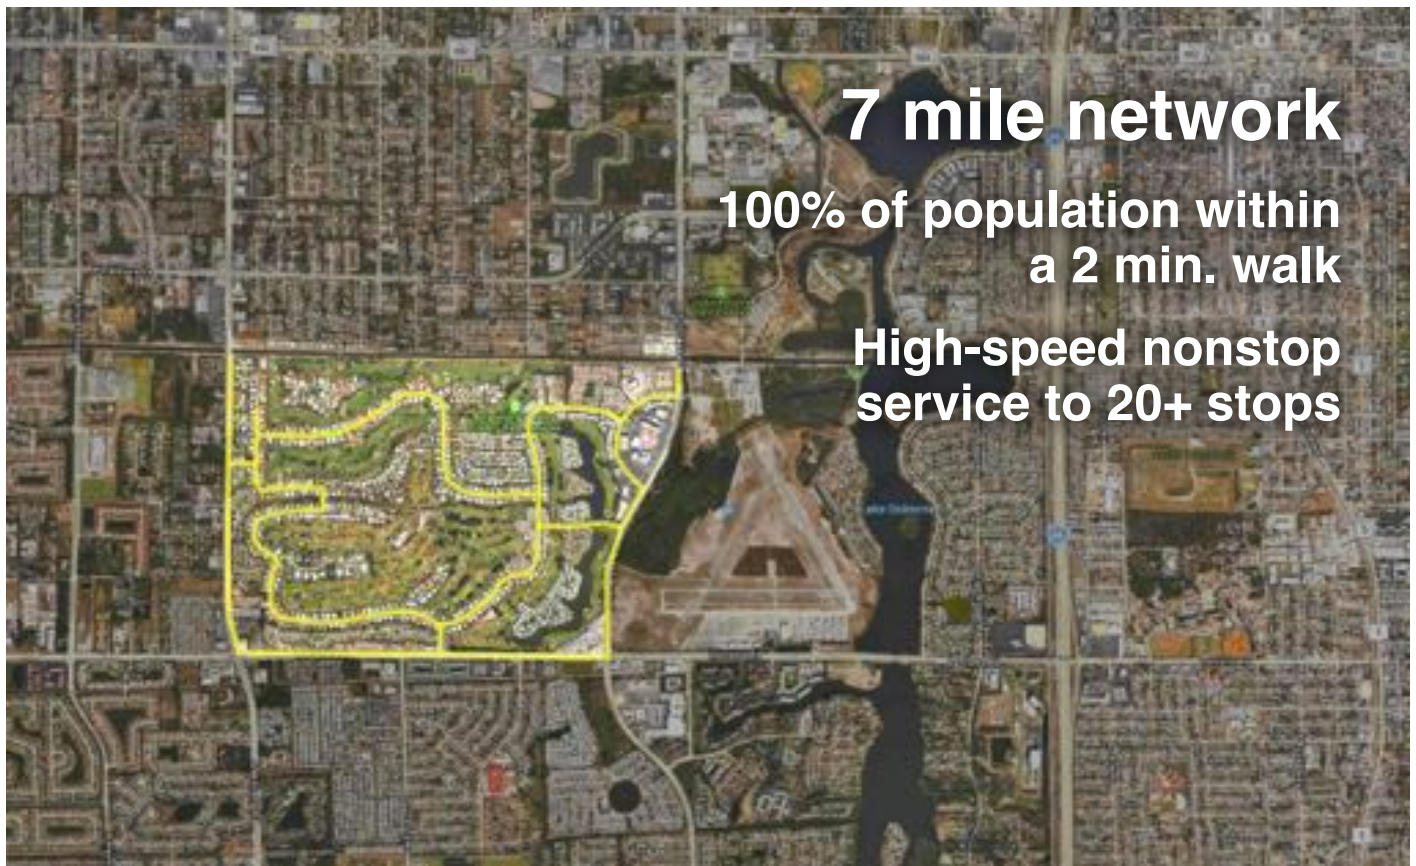 7 mile network
100% of population within
a 2 min. walk
High-speed nonstop
service to 20+ stops